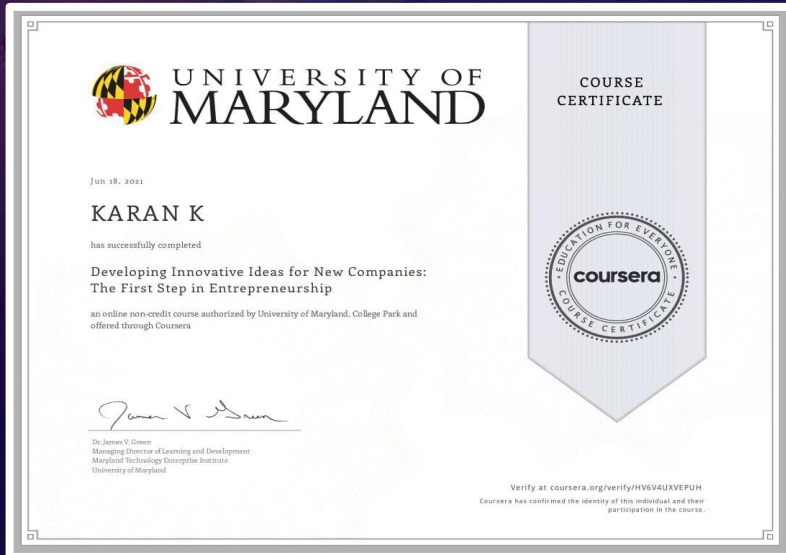 UNIVERSITY OF
MARYLAND
COURSE
CERTIFICATE
Jun 18, 2021
KARAN K
has successfully completed
Developing Innovative Ideas for New Companies:
The First Step in Entrepreneurship
an online non-credit course authorized by University of Maryland, College Park and
offered through Coursera
EDUCATION FOR EVERYONE
coursera
COURSE CERTIFICATE
James V Green
Dr. James V. Green
Managing Director of Learning and Development
Maryland Technology Enterprise Institute
University of Maryland
Verify at coursera.org/verify/HV6V4UXVEPUH
Coursera has confirmed the identity of this individual and their
participation in the course.